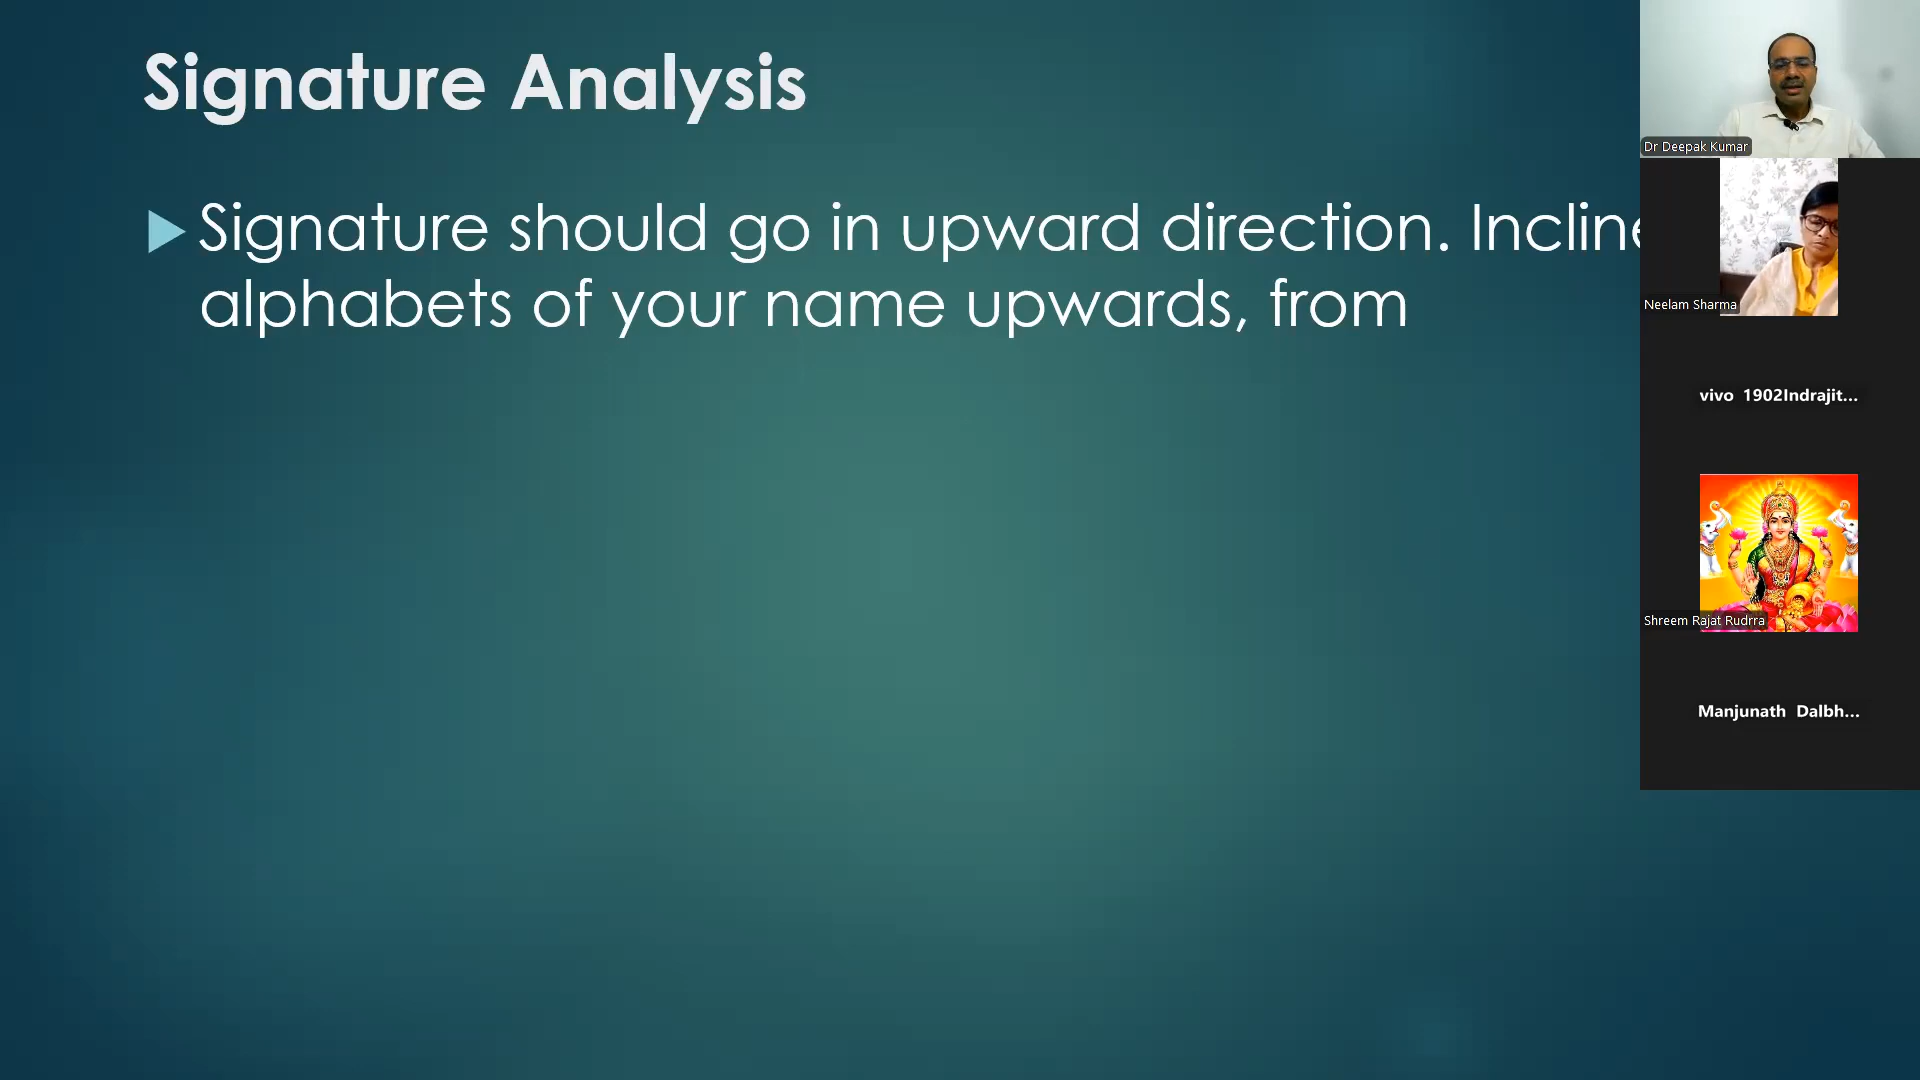 Signature Analysis
Signature should go in upward direction. Incline
alphabets of your name upwards, from
Dr Deepak Kumar
Neelam Sharma
vivo 1902Indrajit...
Shreem Rajat Rudrra
Manjunath Dalbh...